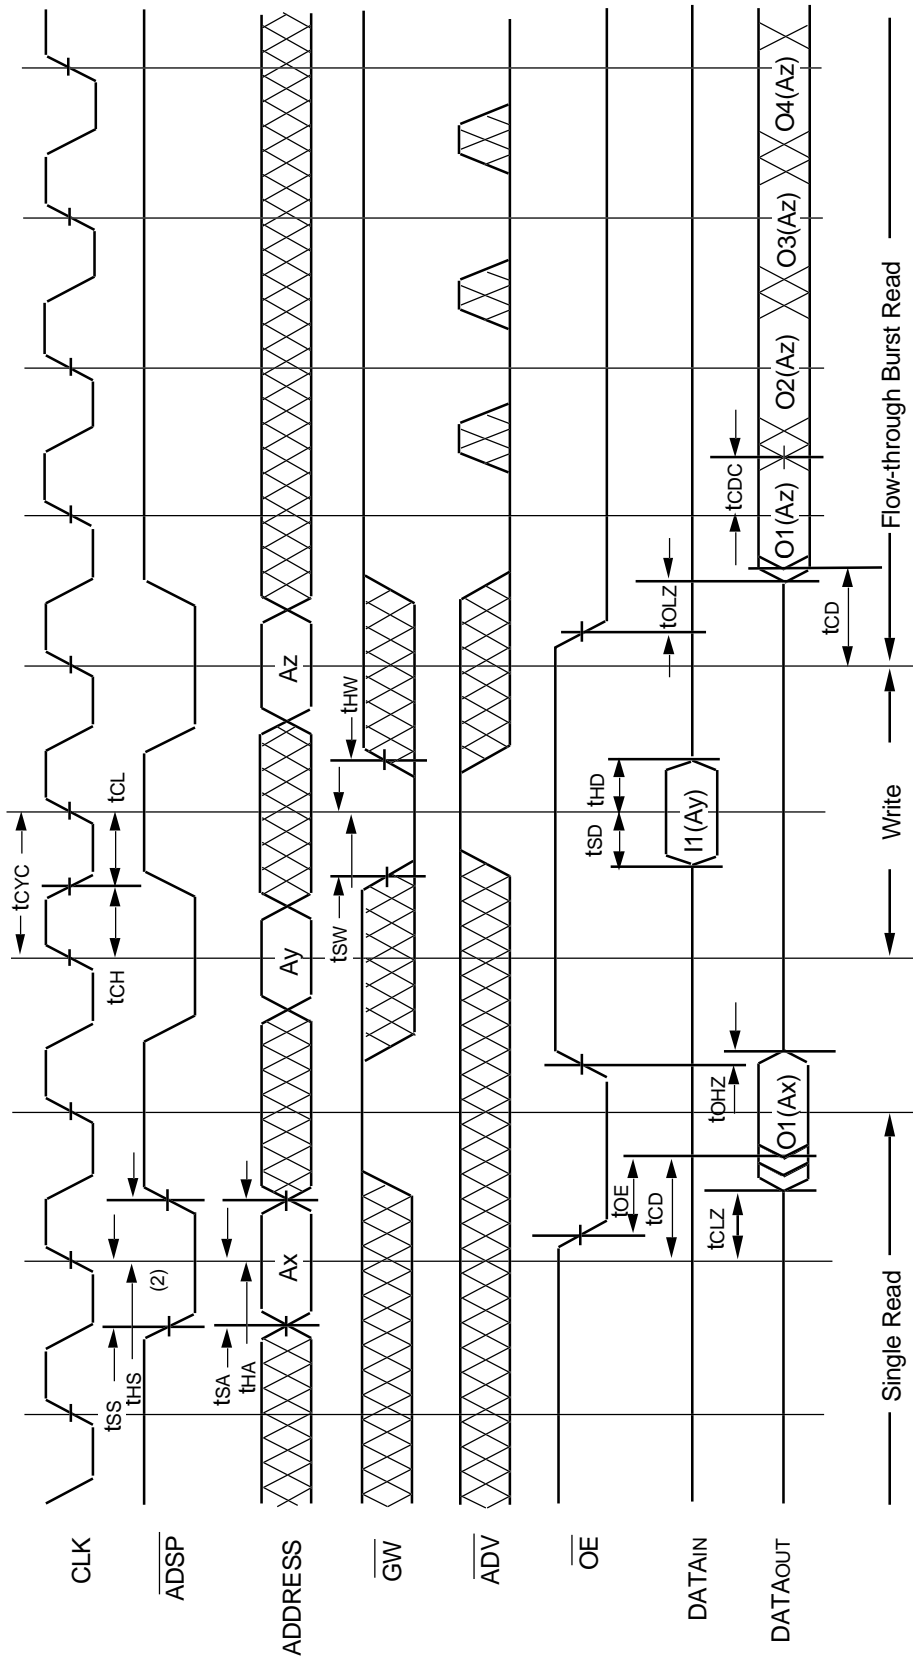 tCYC
tCH
tCL
CLK
tSS
tHS
(2)
ADSP
tSA
tHA
ADDRESS
Ax
Ay
Az
tSW
tHW
GW
ADV
OE
tOE
tOHZ
tOLZ
tSD
tHD
DATAIN
I1(Ay)
tCD
tCLZ
tCDC
tCD
DATAOUT
O1(Ax)
O1(Az)
O2(Az)
O3(Az)
O4(Az)
Single Read
Write
Flow-through Burst Read